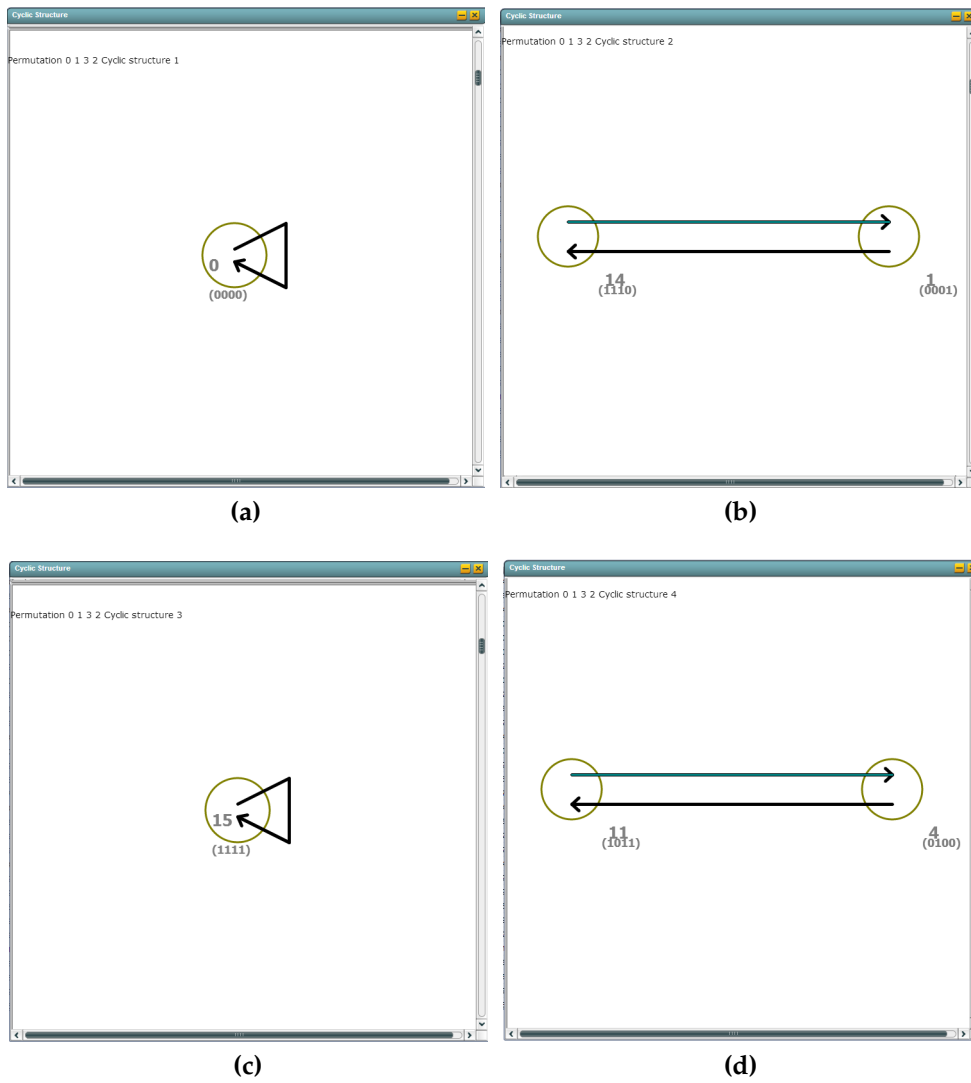 Cyclic Structure
Permutation 0 1 3 2 Cyclic structure 1
0
(0000)
(a)
Cyclic Structure
Permutation 0 1 3 2 Cyclic structure 2
14
(1110)
1
(0001)
(b)
Cyclic Structure
Permutation 0 1 3 2 Cyclic structure 3
15
(1111)
(c)
Cyclic Structure
Permutation 0 1 3 2 Cyclic structure 4
11
(1011)
4
(0100)
(d)